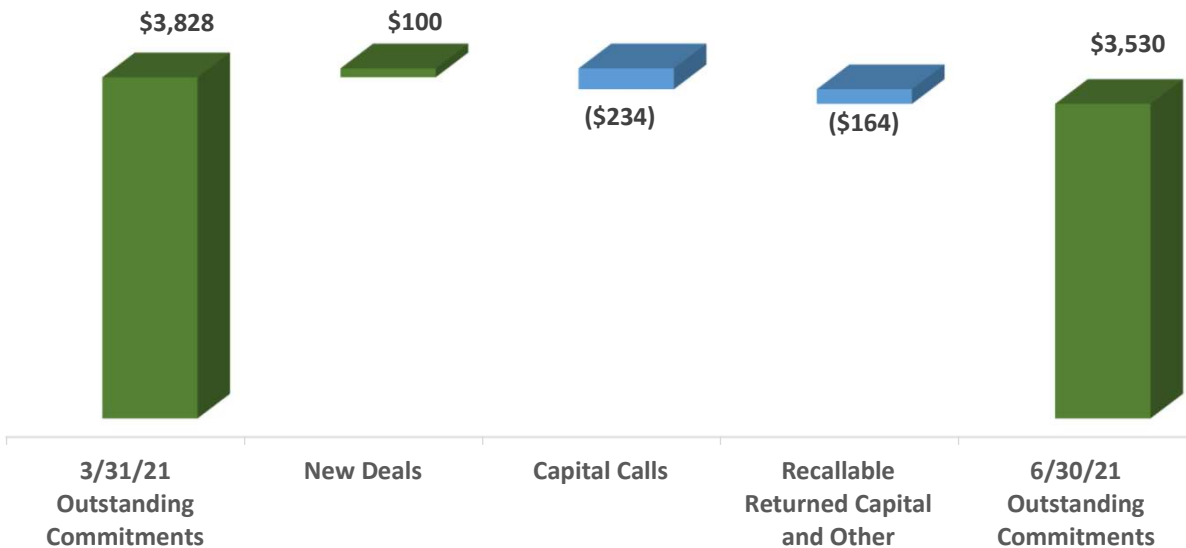 $3,828
$100
($234)
($164)
$3,530
3/31/21
Outstanding
Commitments
New Deals
Capital Calls
Recallable
Returned Capital
and Other
6/30/21
Outstanding
Commitments